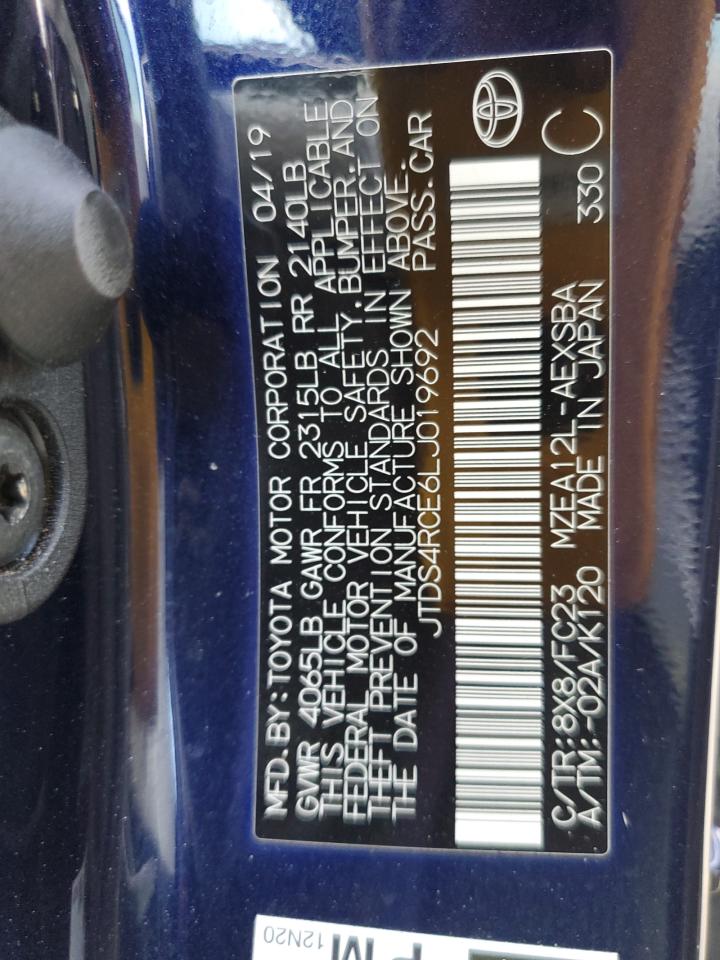 MFD.BY:TOYOTA MOTOR CORPORATION 04/19
GVWR 4065LB GAWR FR 2315LB RR 2140LB
THIS VEHICLE CONFORMS TO ALL APPLICABLE
FEDERAL MOTOR VEHICLE SAFETY,BUMPER,AND
THEFT PREVENTION STANDARDS IN EFFECT ON
THE DATE OF MANUFACTURE SHOWN ABOVE.
JTDS4RCE6LJ019692 PASS.CAR
C/TR:8X8/FC23 MZEA12L-AEXSBA
A/TM:-02A/K120 MADE IN JAPAN 330 C
12N20
PM